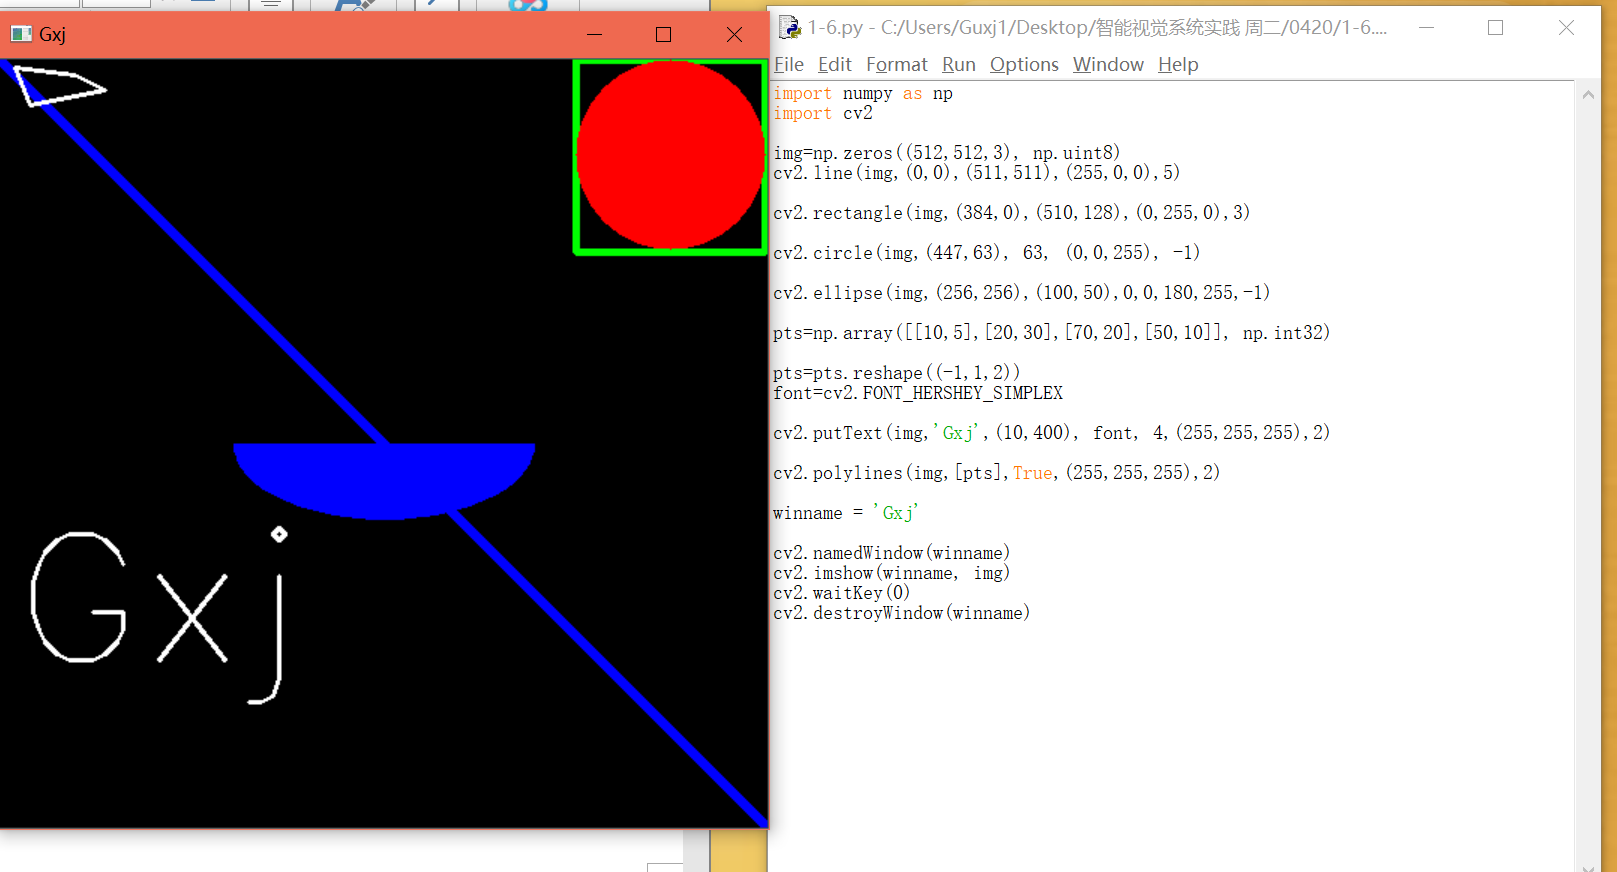 Gxj
Gxj
1-6.py - C:/Users/Guxj1/Desktop/智能视觉系统实践 周二/0420/1-6....
File Edit Format Run Options Window Help
import numpy as np
import cv2
img=np.zeros((512,512,3), np.uint8)
cv2.line(img,(0,0),(511,511),(255,0,0),5)
cv2.rectangle(img,(384,0),(510,128),(0,255,0),3)
cv2.circle(img,(447,63), 63, (0,0,255), -1)
cv2.ellipse(img,(256,256),(100,50),0,0,180,255,-1)
pts=np.array([[10,5],[20,30],[70,20],[50,10]], np.int32)
pts=pts.reshape((-1,1,2))
font=cv2.FONT_HERSHEY_SIMPLEX
cv2.putText(img,'Gxj',(10,400), font, 4,(255,255,255),2)
cv2.polylines(img,[pts],True,(255,255,255),2)
winname = 'Gxj'
cv2.namedWindow(winname)
cv2.imshow(winname, img)
cv2.waitKey(0)
cv2.destroyWindow(winname)